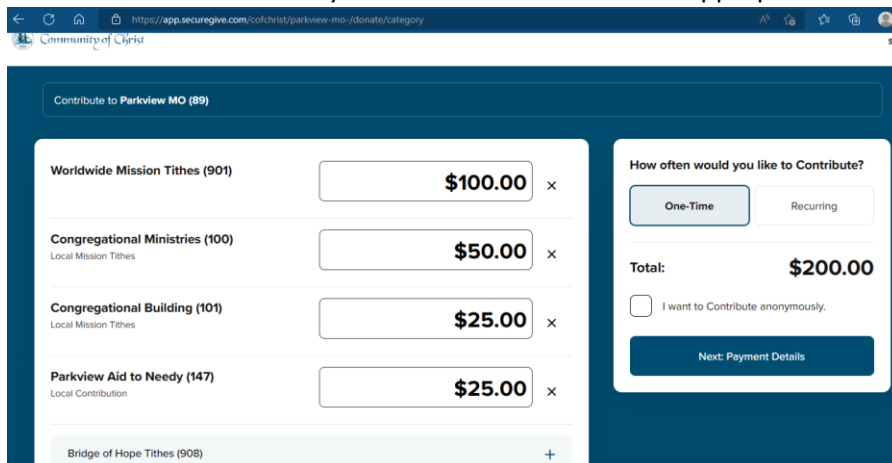 https://app.securegive.com/cofchrist/parkview-mo-/donate/category
Community of Christ
Contribute to Parkview MO (89)
Worldwide Mission Tithes (901)
$100.00 ×
Congregational Ministries (100)
Local Mission Tithes
$50.00 ×
Congregational Building (101)
Local Mission Tithes
$25.00 ×
Parkview Aid to Needy (147)
Local Contribution
$25.00 ×
Bridge of Hope Tithes (908) +
How often would you like to Contribute?
One-Time Recurring
Total: $200.00
I want to Contribute anonymously.
Next: Payment Details